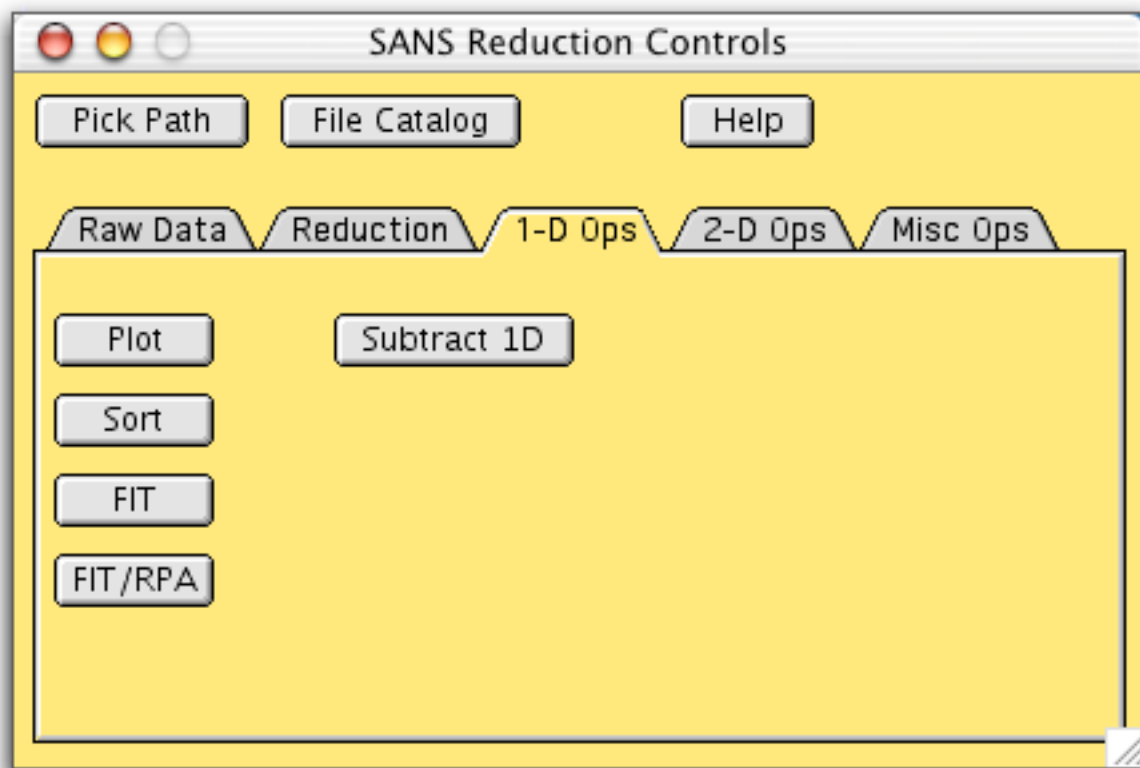 SANS Reduction Controls
Pick Path File Catalog Help
Raw Data Reduction 1-D Ops 2-D Ops Misc Ops
Plot Subtract 1D
Sort
FIT
FIT/RPA